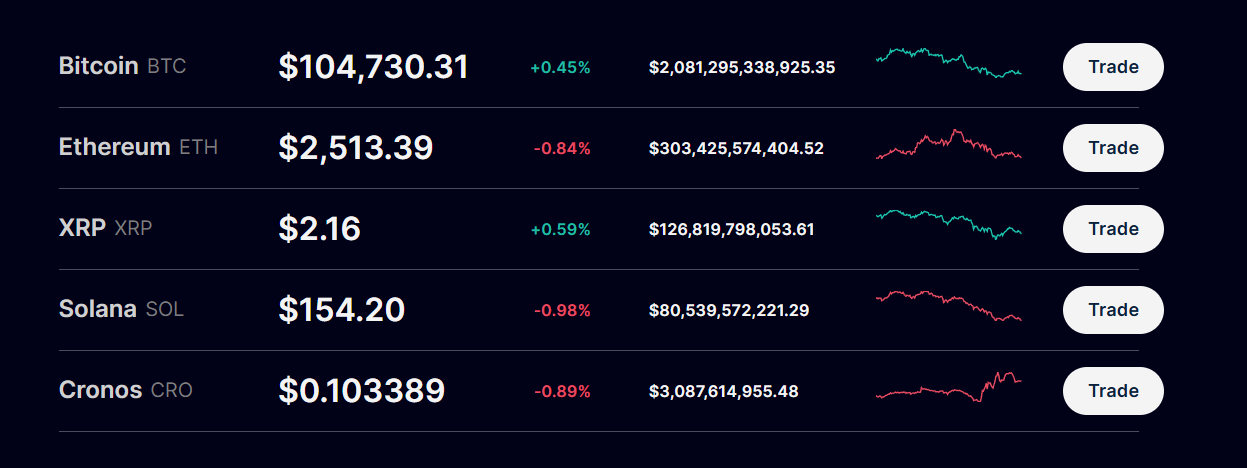 Bitcoin BTC $104,730.31 +0.45% $2,081,295,338,925.35 Trade
Ethereum ETH $2,513.39 -0.84% $303,425,574,404.52 Trade
XRP XRP $2.16 +0.59% $126,819,798,053.61 Trade
Solana SOL $154.20 -0.98% $80,539,572,221.29 Trade
Cronos CRO $0.103389 -0.89% $3,087,614,955.48 Trade